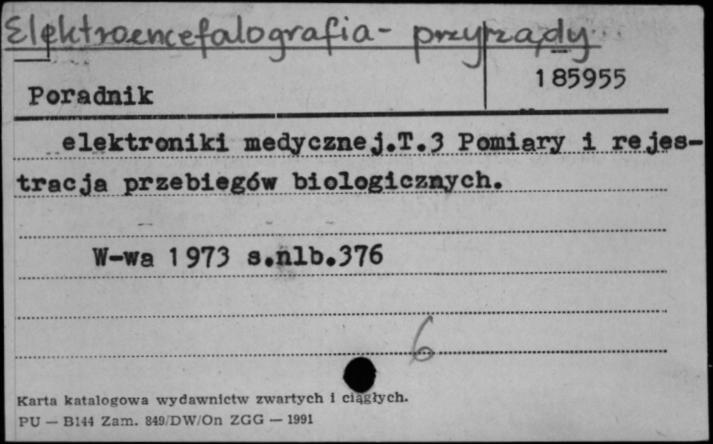 Elektroencefalografia - przyrządy
185955
Poradnik
elektroniki medycznej.T.3 Pomiary i rejes-
tracja przebiegów biologicznych.
W-wa 1973 s.nlb.376
6
Karta katalogowa wydawnictw zwartych i ciągłych.
PU — B144 Zam. 849/DW/On ZGG — 1991